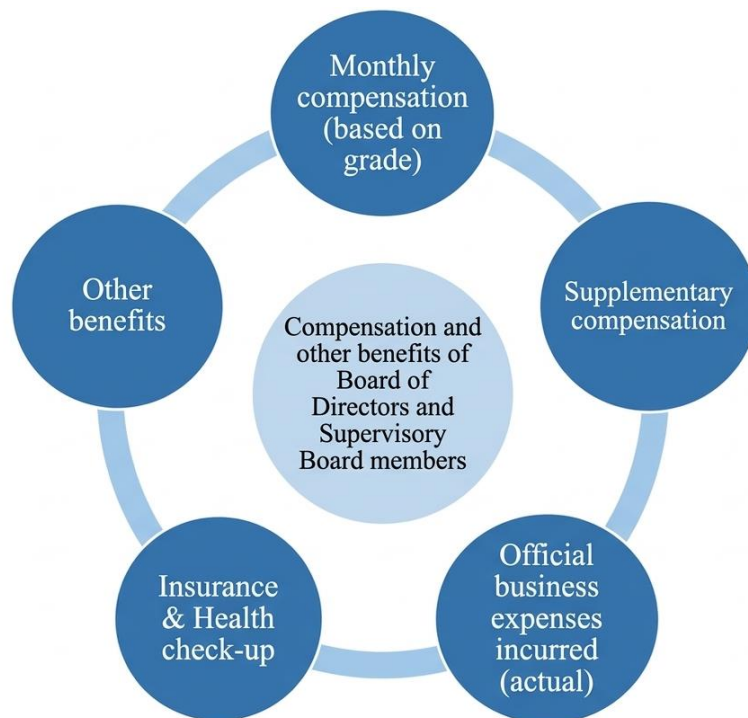 Monthly
compensation
(based on
grade)
Supplementary
compensation
Official
business
expenses
incurred
(actual)
Insurance
& Health
check-up
Other
benefits
Compensation and
other benefits of
Board of
Directors and
Supervisory
Board members